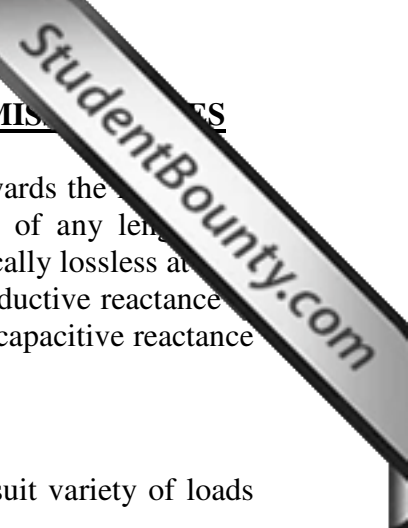 StudentBounty.com
MIS ES
wards the
of any leng
cally lossless at
ductive reactance
capacitive reactance
suit variety of loads